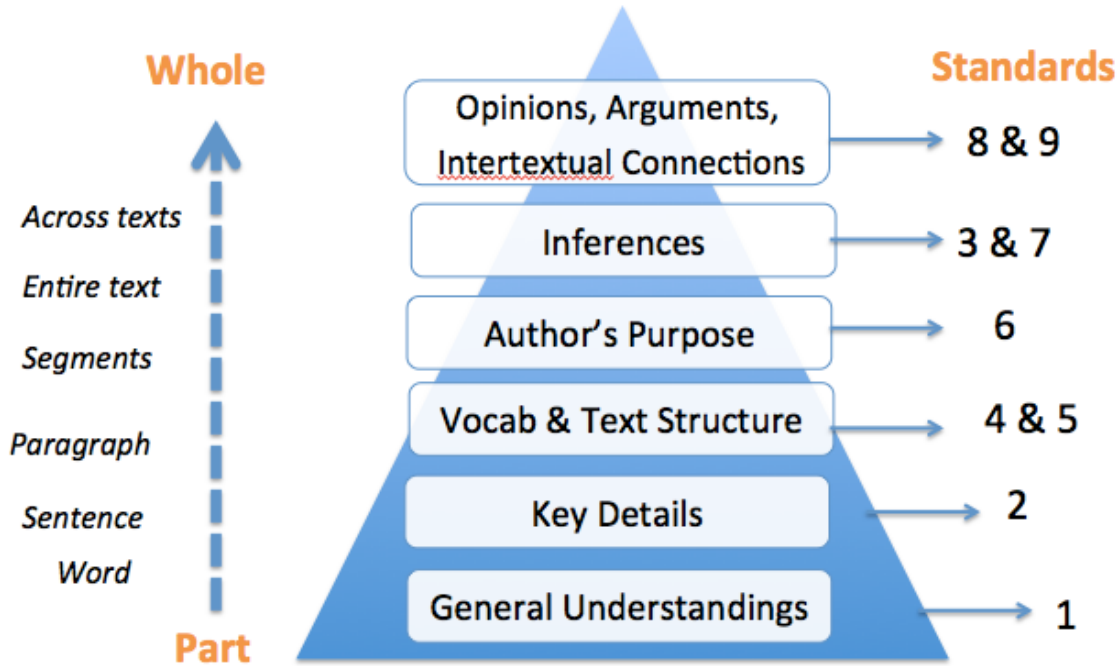 Whole
Standards
Opinions, Arguments,
Intertextual Connections
8 & 9
Across texts
Inferences
3 & 7
Entire text
Author's Purpose
6
Segments
Vocab & Text Structure
4 & 5
Paragraph
Key Details
2
Sentence
Word
General Understandings
1
Part